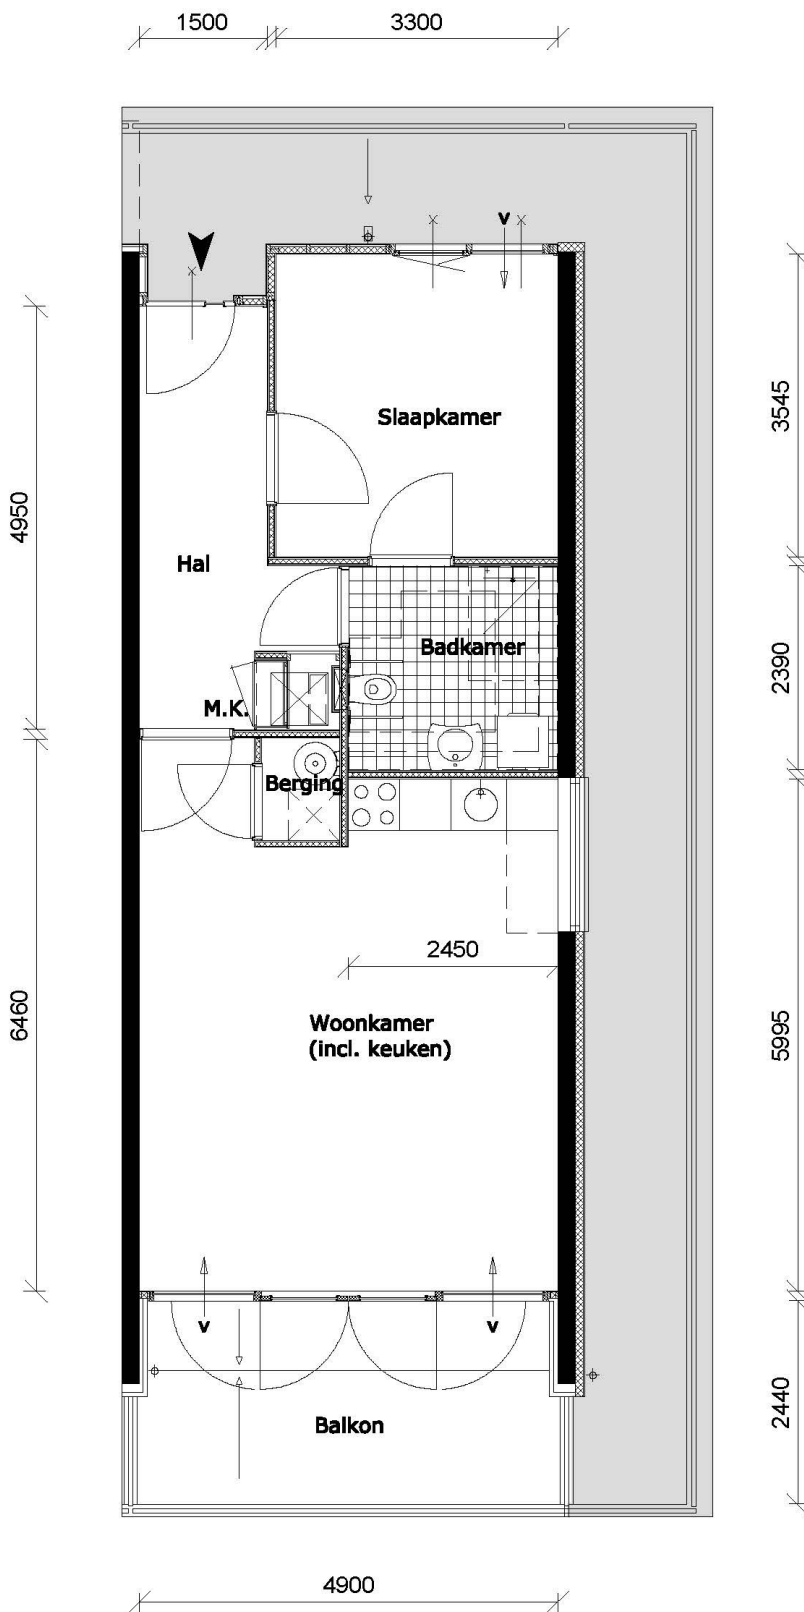 1500
3300
v
Slaapkamer
3545
4950
Hal
Badkamer
2390
M.K.
Berging
2450
6460
Woonkamer
(incl. keuken)
5995
v
v
2440
Balkon
4900